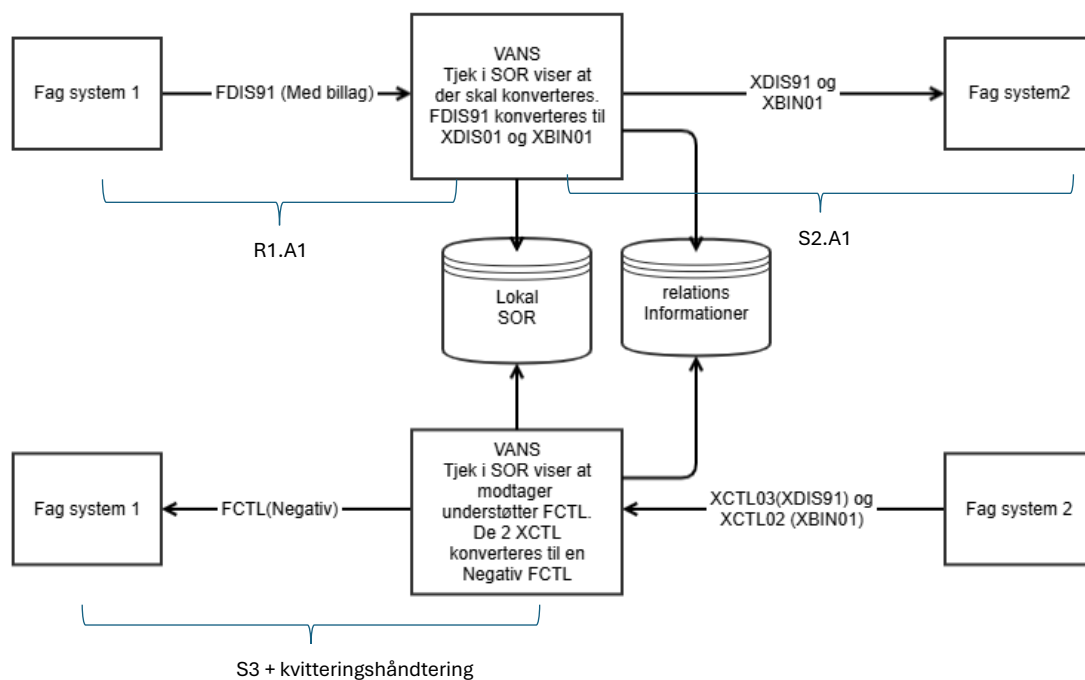 Fag system 1
FDIS91 (Med billag)
VANS
Tjek i SOR viser at
der skal konverteres.
FDIS91 konverteres til
XDIS01 og XBIN01
XDIS91 og
XBIN01
Fag system2
R1.A1
S2.A1
Lokal
SOR
relations
Informationer
Fag system 1
FCTL(Negativ)
VANS
Tjek i SOR viser at
modtager
understøtter FCTL.
De 2 XCTL
konverteres til en
Negativ FCTL
XCTL03(XDIS91) og
XCTL02 (XBIN01)
Fag system 2
S3 + kvitteringshåndtering